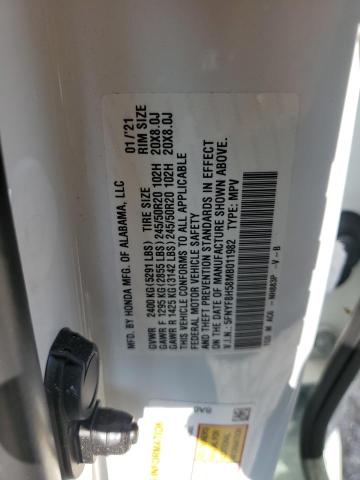 MFD. BY HONDA MFG. OF ALABAMA, LLC 01/'21
TIRE SIZE RIM SIZE
GVWR 2400 KG (5291 LBS)
GAWR F 1295 KG (2855 LBS) 245/50R20 102H 20X8.0J
GAWR R 1425 KG (3142 LBS) 245/50R20 102H 20X8.0J
THIS VEHICLE CONFORMS TO ALL APPLICABLE
FEDERAL MOTOR VEHICLE SAFETY
AND THEFT PREVENTION STANDARDS IN EFFECT
ON THE DATE OF MANUFACTURE SHOWN ABOVE.
V.I.N.: 5FNYF8H58MB011982 TYPE: MPV
NH883P -V-B
INFORMATION